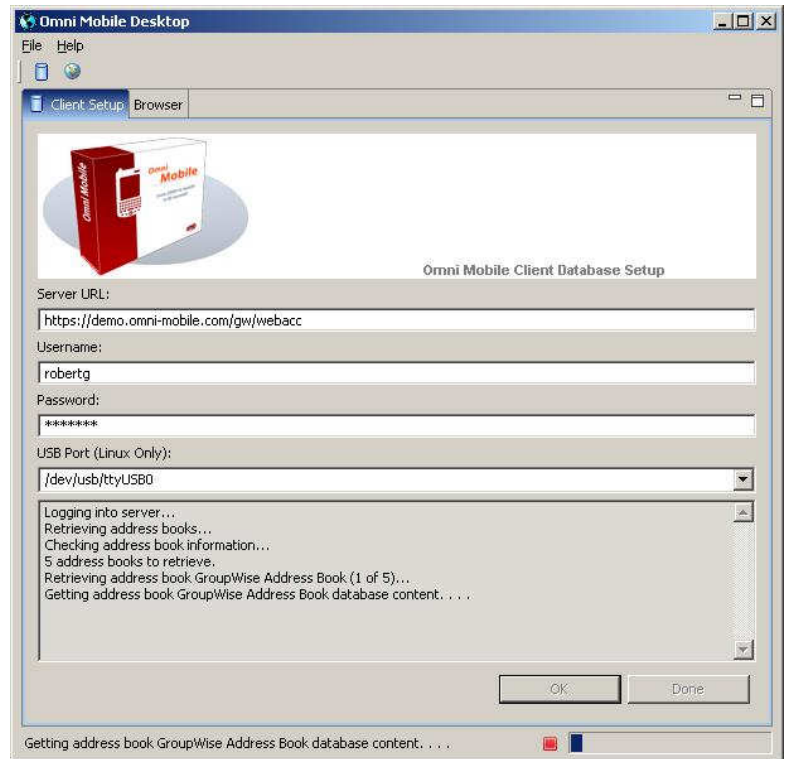 Omni Mobile Desktop
File Help
Client Setup Browser
Omni Mobile
Omni
Mobile
Omni Mobile Client Database Setup
Server URL:
https://demo.omni-mobile.com/gw/webacc
Username:
robertg
Password:
*******
USB Port (Linux Only):
/dev/usb/ttyUSB0
Logging into server...
Retrieving address books...
Checking address book information...
5 address books to retrieve.
Retrieving address book GroupWise Address Book (1 of 5)...
Getting address book GroupWise Address Book database content. . . .
OK Done
Getting address book GroupWise Address Book database content. . . .